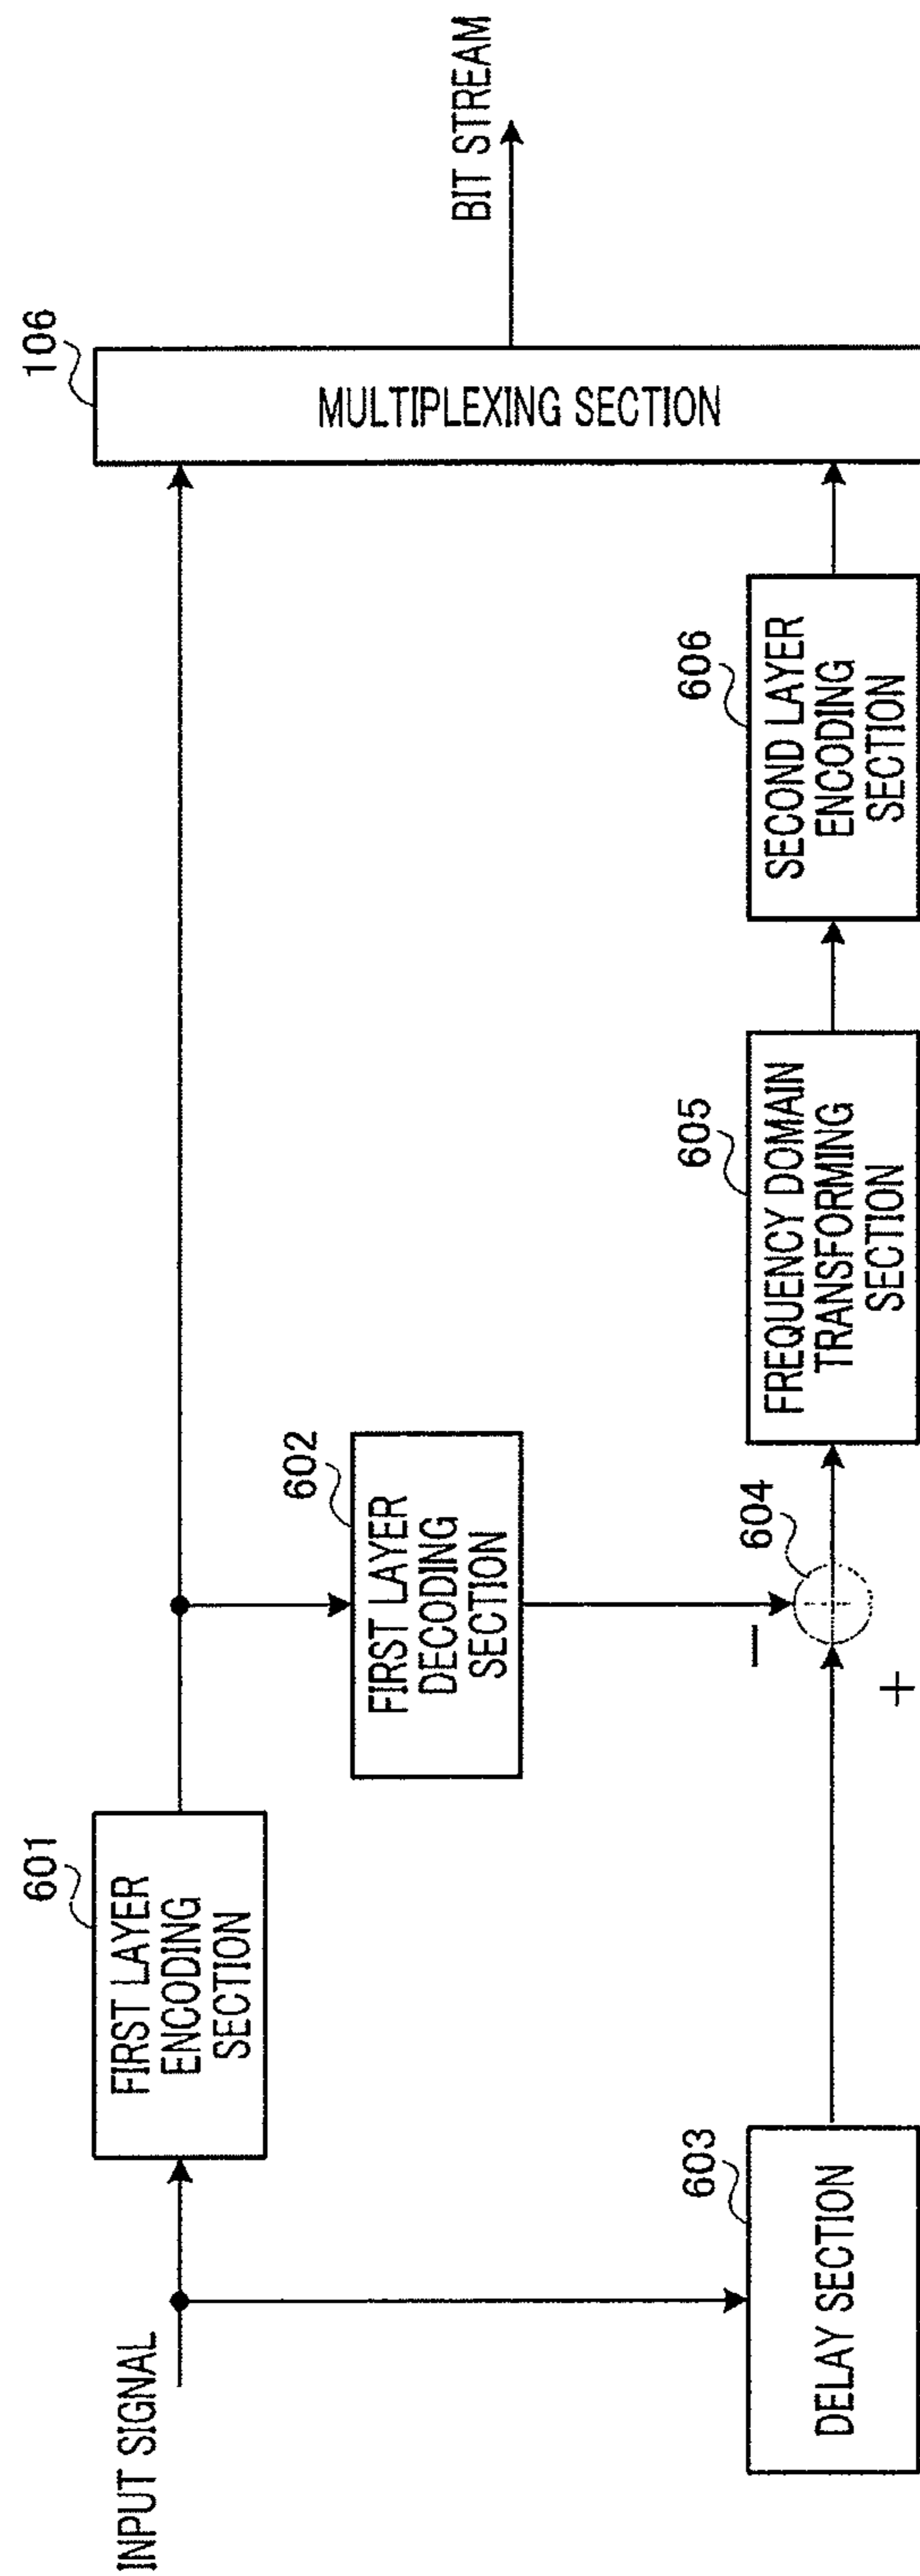 INPUT SIGNAL
601
FIRST LAYER
ENCODING
SECTION
602
FIRST LAYER
DECODING
SECTION
603
DELAY SECTION
604
−
+
605
FREQUENCY DOMAIN
TRANSFORMING
SECTION
606
SECOND LAYER
ENCODING
SECTION
106
MULTIPLEXING SECTION
BIT STREAM